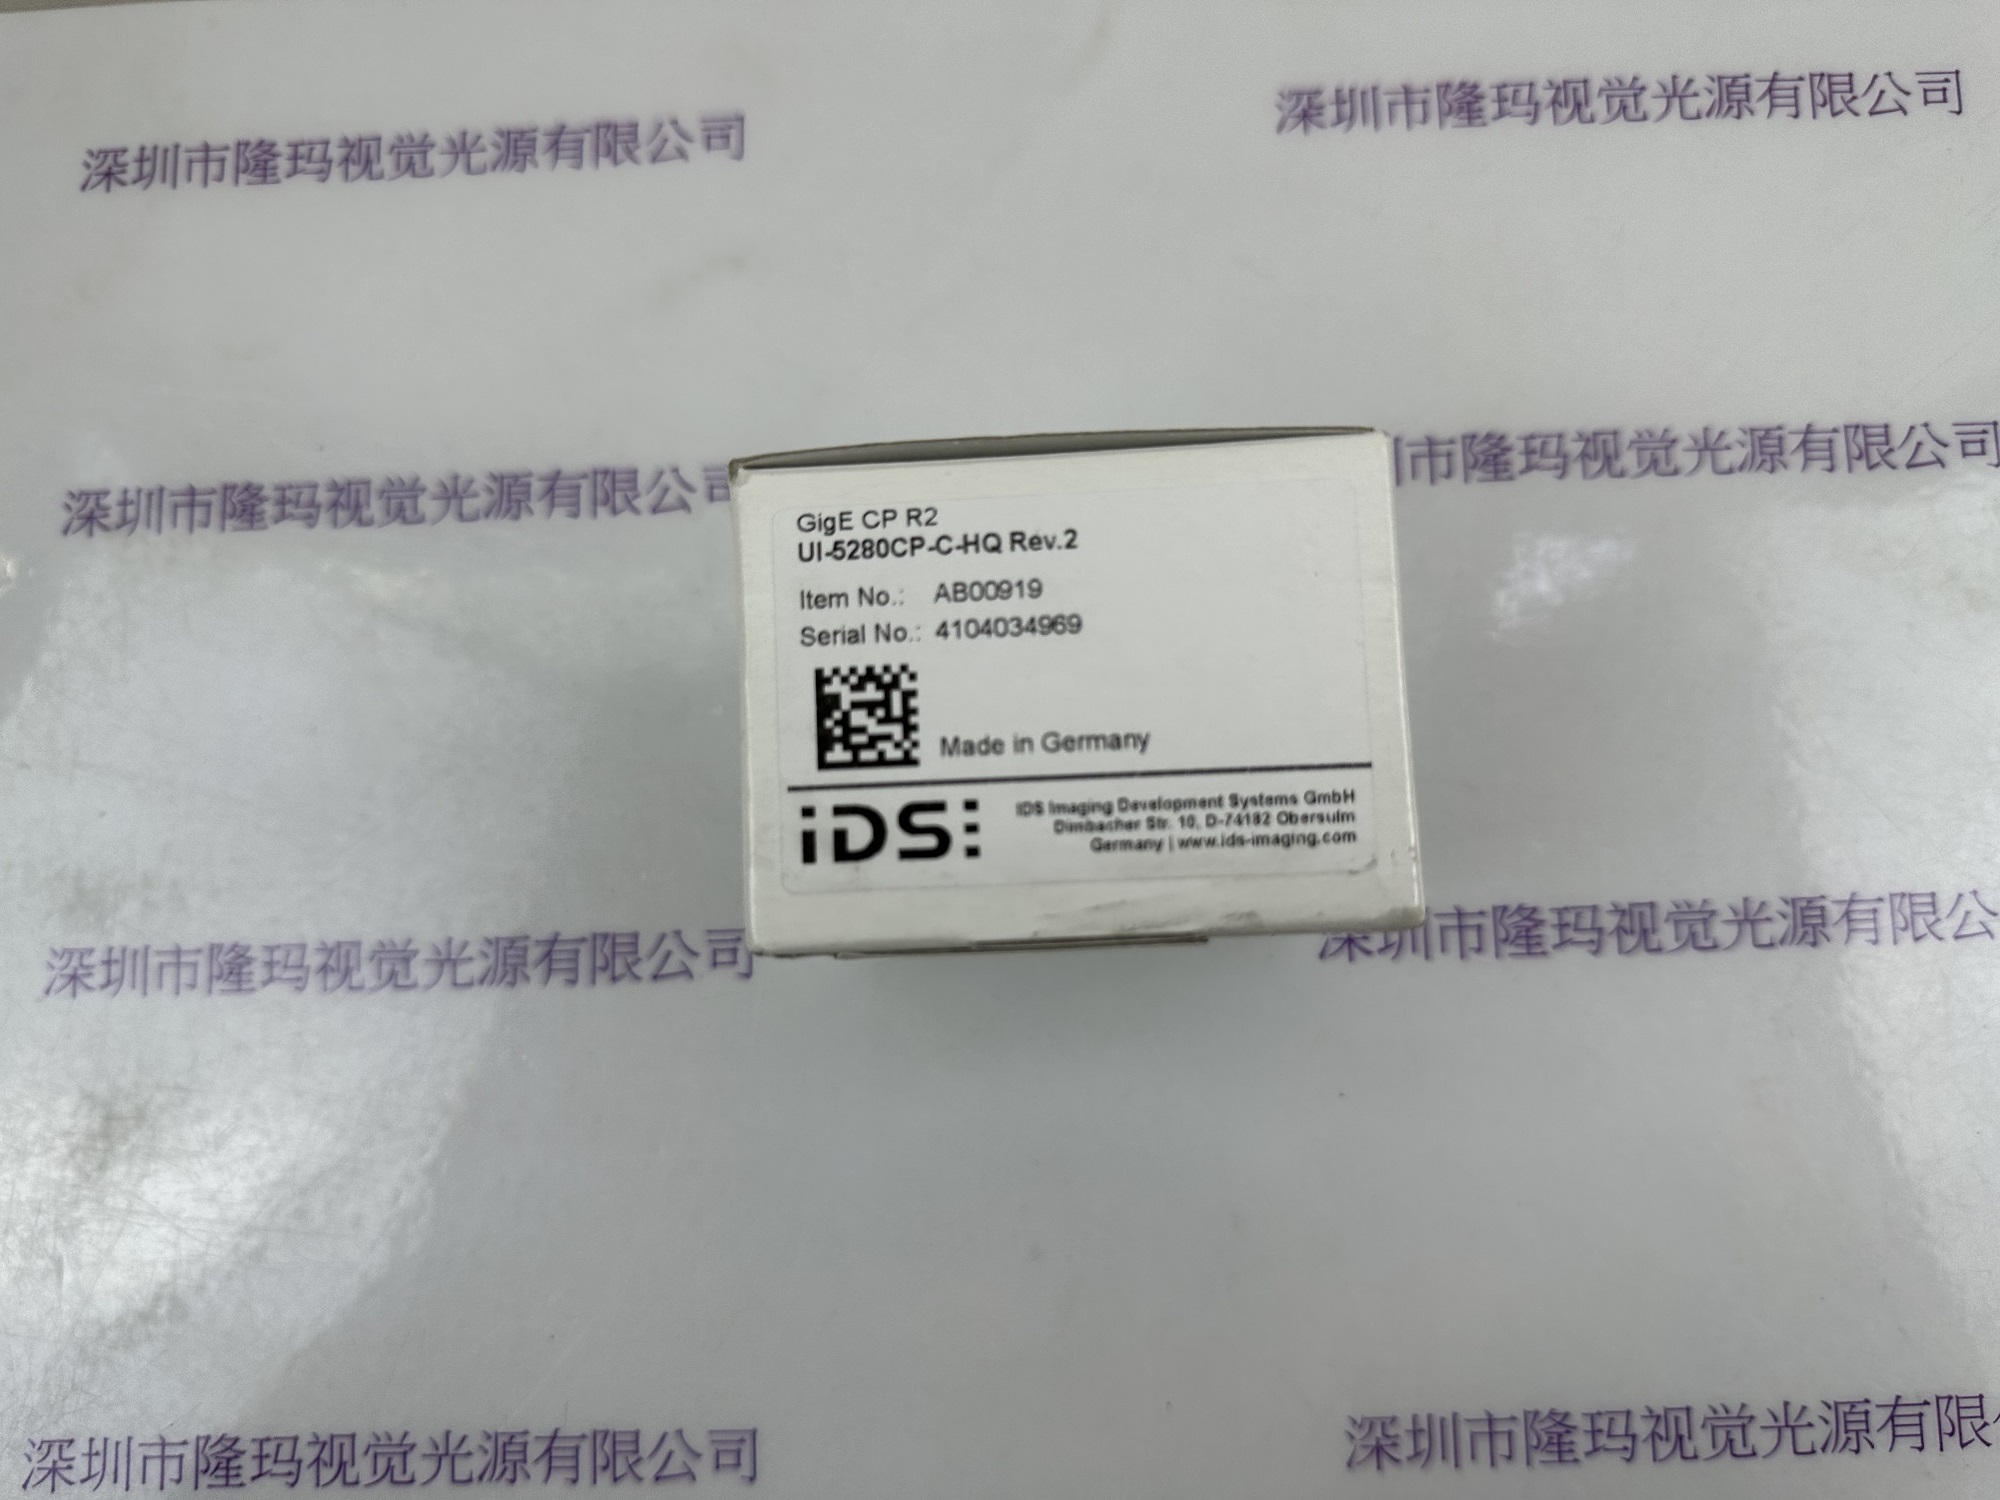 深圳市隆玛视觉光源有限公司
深圳市隆玛视觉光源有限公司
深圳市隆玛视觉光源有限公
市隆玛视觉光源有限公司
GigE CP R2
UI-5280CP-C-HQ Rev.2
Item No.: AB00919
Serial No.: 4104034969
Made in Germany
iDS:
IDS Imaging Development Systems GmbH
Dimbacher Str. 10, D-74182 Obersulm
Germany | www.ids-imaging.com
深圳市隆玛视觉光源有限公司
深圳市隆玛视觉光源有限公
深圳市隆玛视觉光源有限公司
深圳市隆玛视觉光源有限